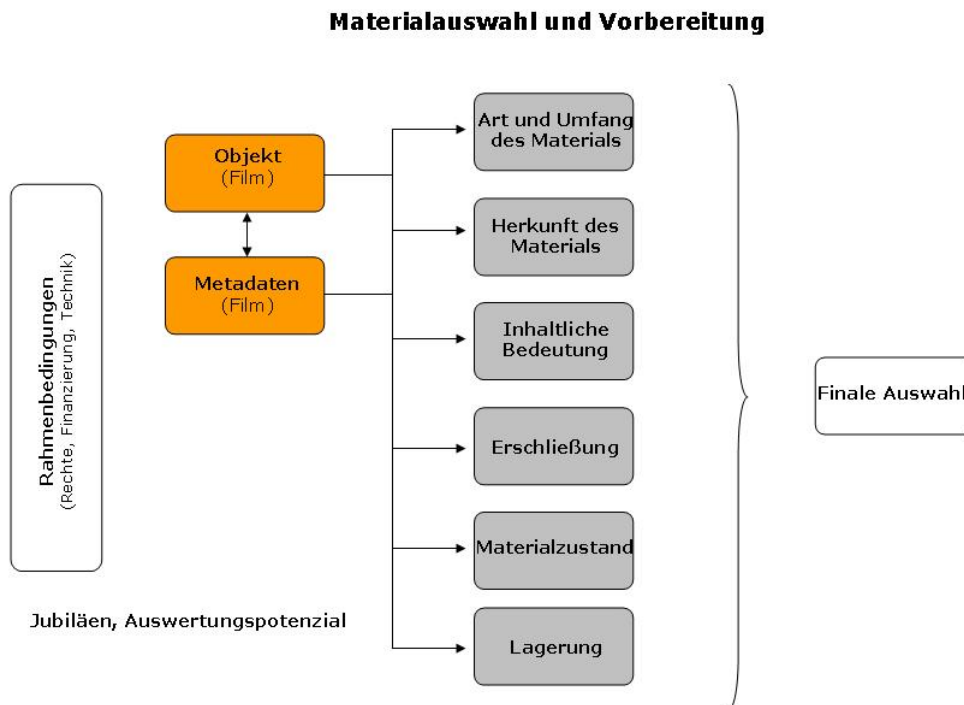 Materialauswahl und Vorbereitung
Rahmenbedingungen
(Rechte, Finanzierung, Technik)
Objekt
(Film)
Metadaten
(Film)
Art und Umfang
des Materials
Herkunft des
Materials
Inhaltliche
Bedeutung
Erschließung
Materialzustand
Lagerung
Finale Auswahl
Jubiläen, Auswertungspotenzial